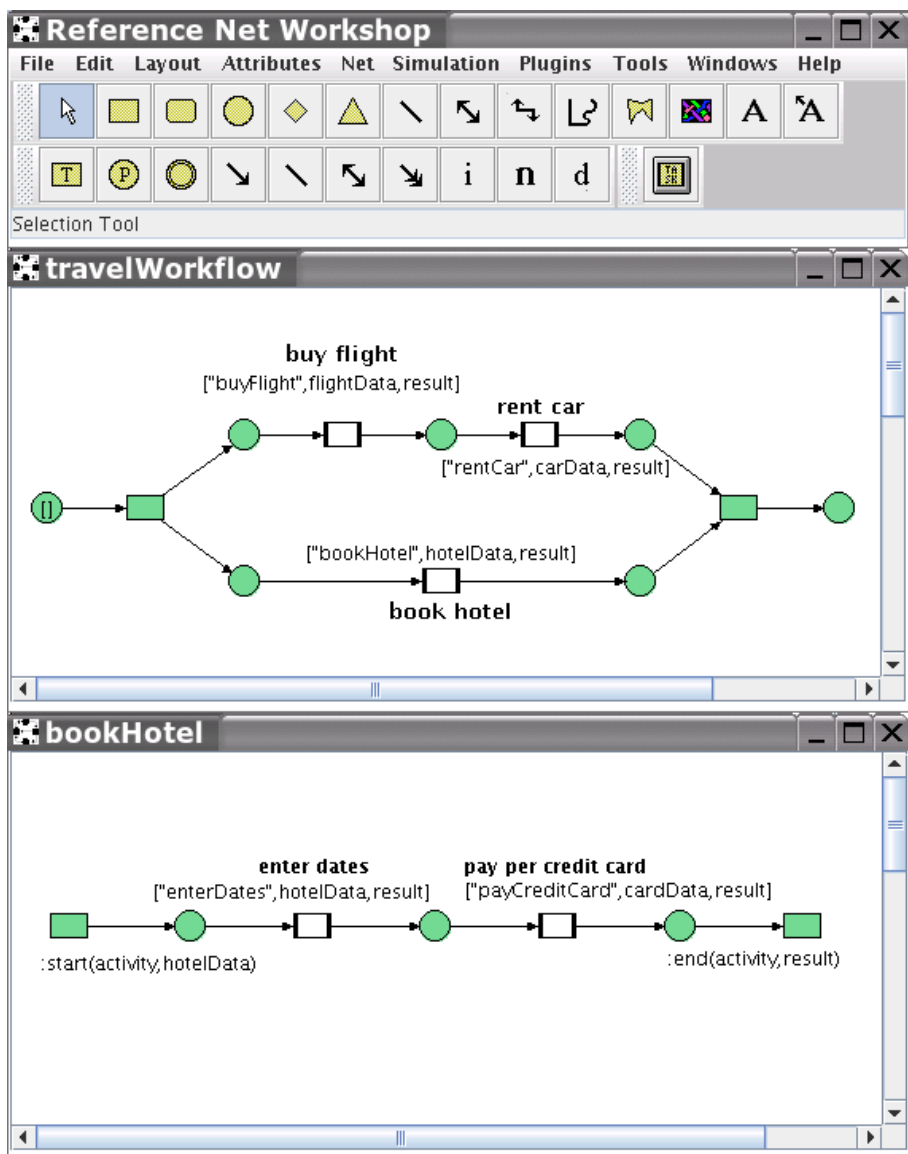 Reference Net Workshop
File Edit Layout Attributes Net Simulation Plugins Tools Windows Help
A A
T P i n d
Selection Tool
travelWorkflow
buy flight
["buyFlight",flightData,result]
rent car
["rentCar",carData,result]
[]
["bookHotel",hotelData,result]
book hotel
bookHotel
enter dates
["enterDates",hotelData,result]
pay per credit card
["payCreditCard",cardData,result]
:start(activity,hotelData)
:end(activity,result)